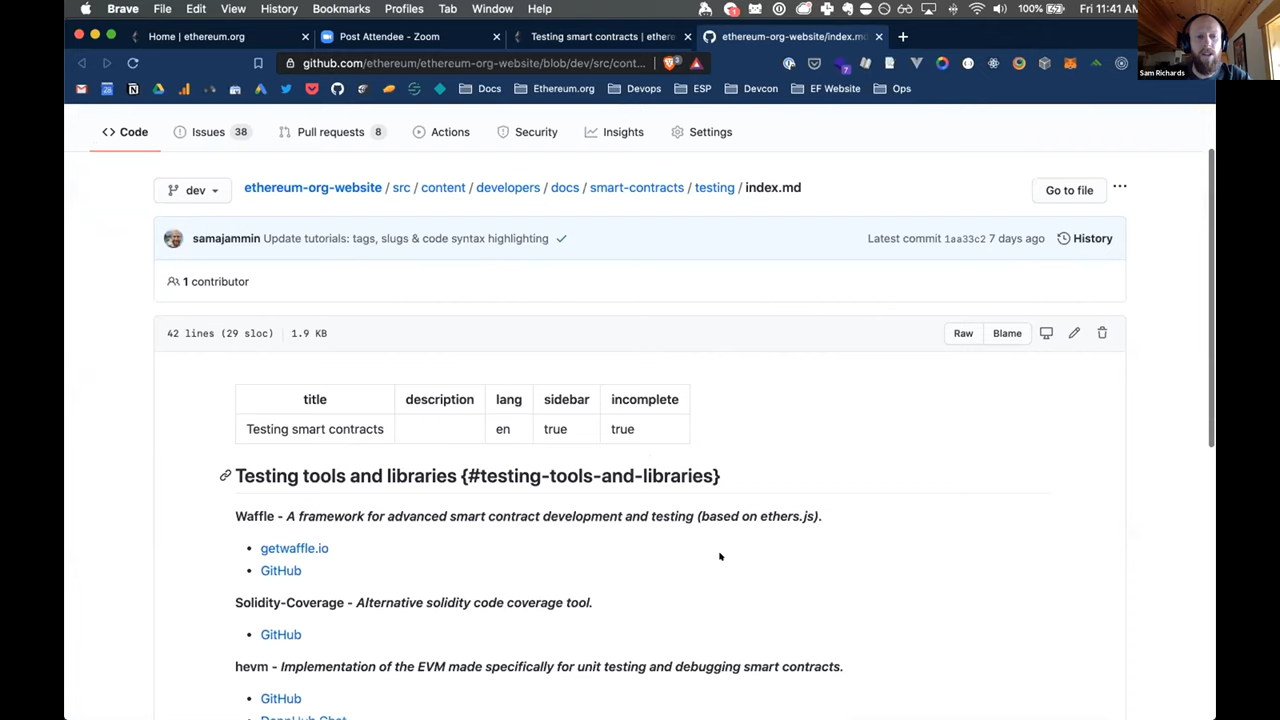 Brave File Edit View History Bookmarks Profiles Tab Window Help 1 100% Fri 11:41 AM
Home | ethereum.org Post Attendee - Zoom Testing smart contracts | ethere ethereum-org-website/index.md
github.com/ethereum/ethereum-org-website/blob/dev/src/cont... 3 7
Sam Richards
Docs Ethereum.org Devops ESP Devcon EF Website Ops
Code Issues 38 Pull requests 8 Actions Security Insights Settings
dev ethereum-org-website / src / content / developers / docs / smart-contracts / testing / index.md Go to file ...
samajammin Update tutorials: tags, slugs & code syntax highlighting Latest commit 1aa33c2 7 days ago History
1 contributor
42 lines (29 sloc) 1.9 KB Raw Blame
title description lang sidebar incomplete
Testing smart contracts en true true
Testing tools and libraries {#testing-tools-and-libraries}
Waffle - A framework for advanced smart contract development and testing (based on ethers.js).
• getwaffle.io
• GitHub
Solidity-Coverage - Alternative solidity code coverage tool.
• GitHub
hevm - Implementation of the EVM made specifically for unit testing and debugging smart contracts.
• GitHub
DappHub Chat